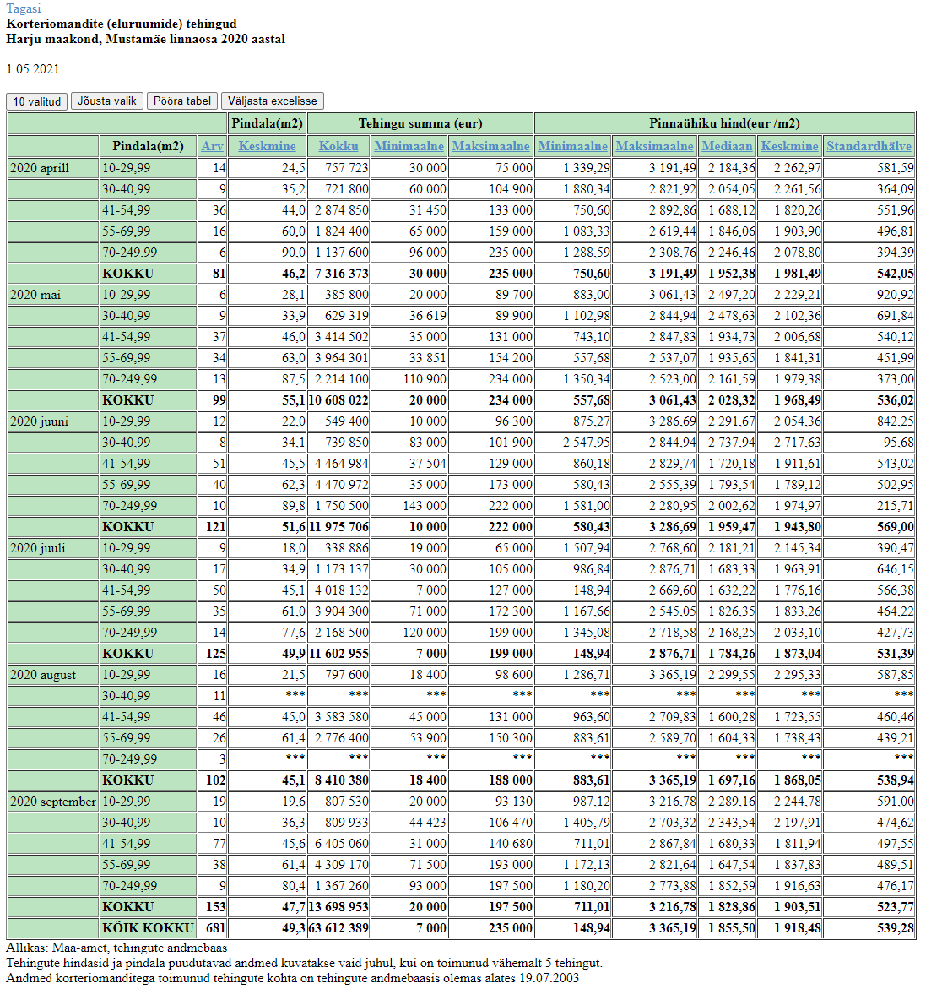 Tagasi
Korteriomandite (eluruumide) tehingud
Harju maakond, Mustamäe linnaosa 2020 aastal
1.05.2021
10 valitud Jõusta valik Pööra tabel Väljasta excelisse
Pindala(m2) Tehingu summa (eur) Pinnaühiku hind(eur /m2)
Pindala(m2) Arv Keskmine Kokku Minimaalne Maksimaalne Minimaalne Maksimaalne Mediaan Keskmine Standardhälve
2020 aprill 10-29,99 14 24,5 757 723 30 000 75 000 1 339,29 3 191,49 2 184,36 2 262,97 581,59
30-40,99 9 35,2 721 800 60 000 104 900 1 880,34 2 821,92 2 054,05 2 261,56 364,09
41-54,99 36 44,0 2 874 850 31 450 133 000 750,60 2 892,86 1 688,12 1 820,26 551,96
55-69,99 16 60,0 1 824 400 65 000 159 000 1 083,33 2 619,44 1 846,06 1 903,90 496,81
70-249,99 6 90,0 1 137 600 96 000 235 000 1 288,59 2 308,76 2 246,46 2 078,80 394,39
KOKKU 81 46,2 7 316 373 30 000 235 000 750,60 3 191,49 1 952,38 1 981,49 542,05
2020 mai 10-29,99 6 28,1 385 800 20 000 89 700 883,00 3 061,43 2 497,20 2 229,21 920,92
30-40,99 9 33,9 629 319 36 619 89 900 1 102,98 2 844,94 2 478,63 2 102,36 691,84
41-54,99 37 46,0 3 414 502 35 000 131 000 743,10 2 847,83 1 934,73 2 006,68 540,12
55-69,99 34 63,0 3 964 301 33 851 154 200 557,68 2 537,07 1 935,65 1 841,31 451,99
70-249,99 13 87,5 2 214 100 110 900 234 000 1 350,34 2 523,00 2 161,59 1 979,38 373,00
KOKKU 99 55,1 10 608 022 20 000 234 000 557,68 3 061,43 2 028,32 1 968,49 536,02
2020 juuni 10-29,99 12 22,0 549 400 10 000 96 300 875,27 3 286,69 2 291,67 2 054,36 842,25
30-40,99 8 34,1 739 850 83 000 101 900 2 547,95 2 844,94 2 737,94 2 717,63 95,68
41-54,99 51 45,5 4 464 984 37 504 129 000 860,18 2 829,74 1 720,18 1 911,61 543,02
55-69,99 40 62,3 4 470 972 35 000 173 000 580,43 2 555,39 1 793,54 1 789,12 502,95
70-249,99 10 89,8 1 750 500 143 000 222 000 1 581,00 2 280,95 2 002,62 1 974,97 215,71
KOKKU 121 51,6 11 975 706 10 000 222 000 580,43 3 286,69 1 959,47 1 943,80 569,00
2020 juuli 10-29,99 9 18,0 338 886 19 000 65 000 1 507,94 2 768,60 2 181,21 2 145,34 390,47
30-40,99 17 34,9 1 173 137 30 000 105 000 986,84 2 876,71 1 683,33 1 963,91 646,15
41-54,99 50 45,1 4 018 132 7 000 127 000 148,94 2 669,60 1 632,22 1 776,16 566,38
55-69,99 35 61,0 3 904 300 71 000 172 300 1 167,66 2 545,05 1 826,35 1 833,26 464,22
70-249,99 14 77,6 2 168 500 120 000 199 000 1 345,08 2 718,58 2 168,25 2 033,10 427,73
KOKKU 125 49,9 11 602 955 7 000 199 000 148,94 2 876,71 1 784,26 1 873,04 531,39
2020 august 10-29,99 16 21,5 797 600 18 400 98 600 1 286,71 3 365,19 2 299,55 2 295,33 587,85
30-40,99 11 *** *** *** *** *** *** *** *** ***
41-54,99 46 45,0 3 583 580 45 000 131 000 963,60 2 709,83 1 600,28 1 723,55 460,46
55-69,99 26 61,4 2 776 400 53 900 150 300 883,61 2 589,70 1 604,33 1 738,43 439,21
70-249,99 3 *** *** *** *** *** *** *** *** ***
KOKKU 102 45,1 8 410 380 18 400 188 000 883,61 3 365,19 1 697,16 1 868,05 538,94
2020 september 10-29,99 19 19,6 807 530 20 000 93 130 987,12 3 216,78 2 289,16 2 244,78 591,00
30-40,99 10 36,3 809 933 44 423 106 470 1 405,79 2 703,32 2 343,54 2 197,91 474,62
41-54,99 77 45,6 6 405 060 31 000 140 680 711,01 2 867,84 1 680,33 1 811,94 497,55
55-69,99 38 61,4 4 309 170 71 500 193 000 1 172,13 2 821,64 1 647,54 1 837,83 489,51
70-249,99 9 80,4 1 367 260 93 000 197 500 1 180,20 2 773,88 1 852,59 1 916,63 476,17
KOKKU 153 47,7 13 698 953 20 000 197 500 711,01 3 216,78 1 828,86 1 903,51 523,77
KÕIK KOKKU 681 49,3 63 612 389 7 000 235 000 148,94 3 365,19 1 855,50 1 918,48 539,28
Allikas: Maa-amet, tehingute andmebaas
Tehingute hindasid ja pindala puudutavad andmed kuvatakse vaid juhul, kui on toimunud vähemalt 5 tehingut.
Andmed korteriomanditega toimunud tehingute kohta on tehingute andmebaasis olemas alates 19.07.2003